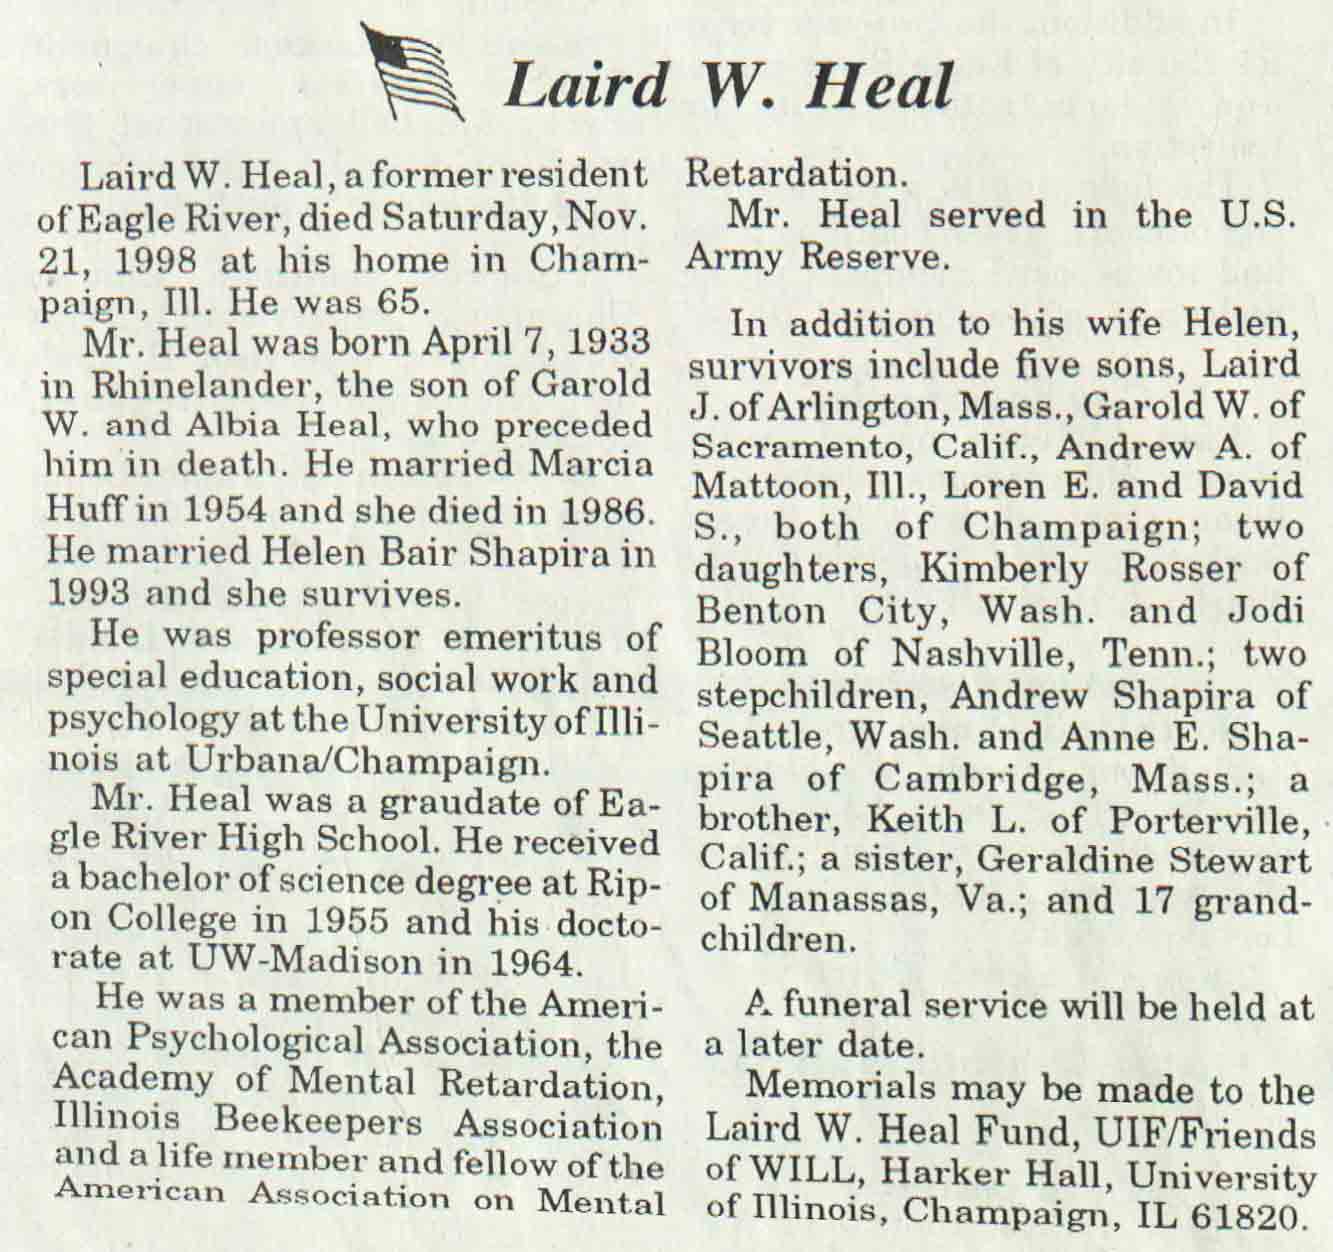 Laird W. Heal
Laird W. Heal, a former resident
of Eagle River, died Saturday, Nov.
21, 1998 at his home in Cham-
paign, Ill. He was 65.
Mr. Heal was born April 7, 1933
in Rhinelander, the son of Garold
W. and Albia Heal, who preceded
him in death. He married Marcia
Huff in 1954 and she died in 1986.
He married Helen Bair Shapira in
1993 and she survives.
He was professor emeritus of
special education, social work and
psychology at the University of Illi-
nois at Urbana/Champaign.
Mr. Heal was a graudate of Ea-
gle River High School. He received
a bachelor of science degree at Rip-
on College in 1955 and his docto-
rate at UW-Madison in 1964.
He was a member of the Ameri-
can Psychological Association, the
Academy of Mental Retardation,
Illinois Beekeepers Association
and a life member and fellow of the
American Association on Mental
Retardation.
Mr. Heal served in the U.S.
Army Reserve.
In addition to his wife Helen,
survivors include five sons, Laird
J. of Arlington, Mass., Garold W. of
Sacramento, Calif., Andrew A. of
Mattoon, Ill., Loren E. and David
S., both of Champaign; two
daughters, Kimberly Rosser of
Benton City, Wash. and Jodi
Bloom of Nashville, Tenn.; two
stepchildren, Andrew Shapira of
Seattle, Wash. and Anne E. Sha-
pira of Cambridge, Mass.; a
brother, Keith L. of Porterville,
Calif.; a sister, Geraldine Stewart
of Manassas, Va.; and 17 grand-
children.
A funeral service will be held at
a later date.
Memorials may be made to the
Laird W. Heal Fund, UIF/Friends
of WILL, Harker Hall, University
of Illinois, Champaign, IL 61820.